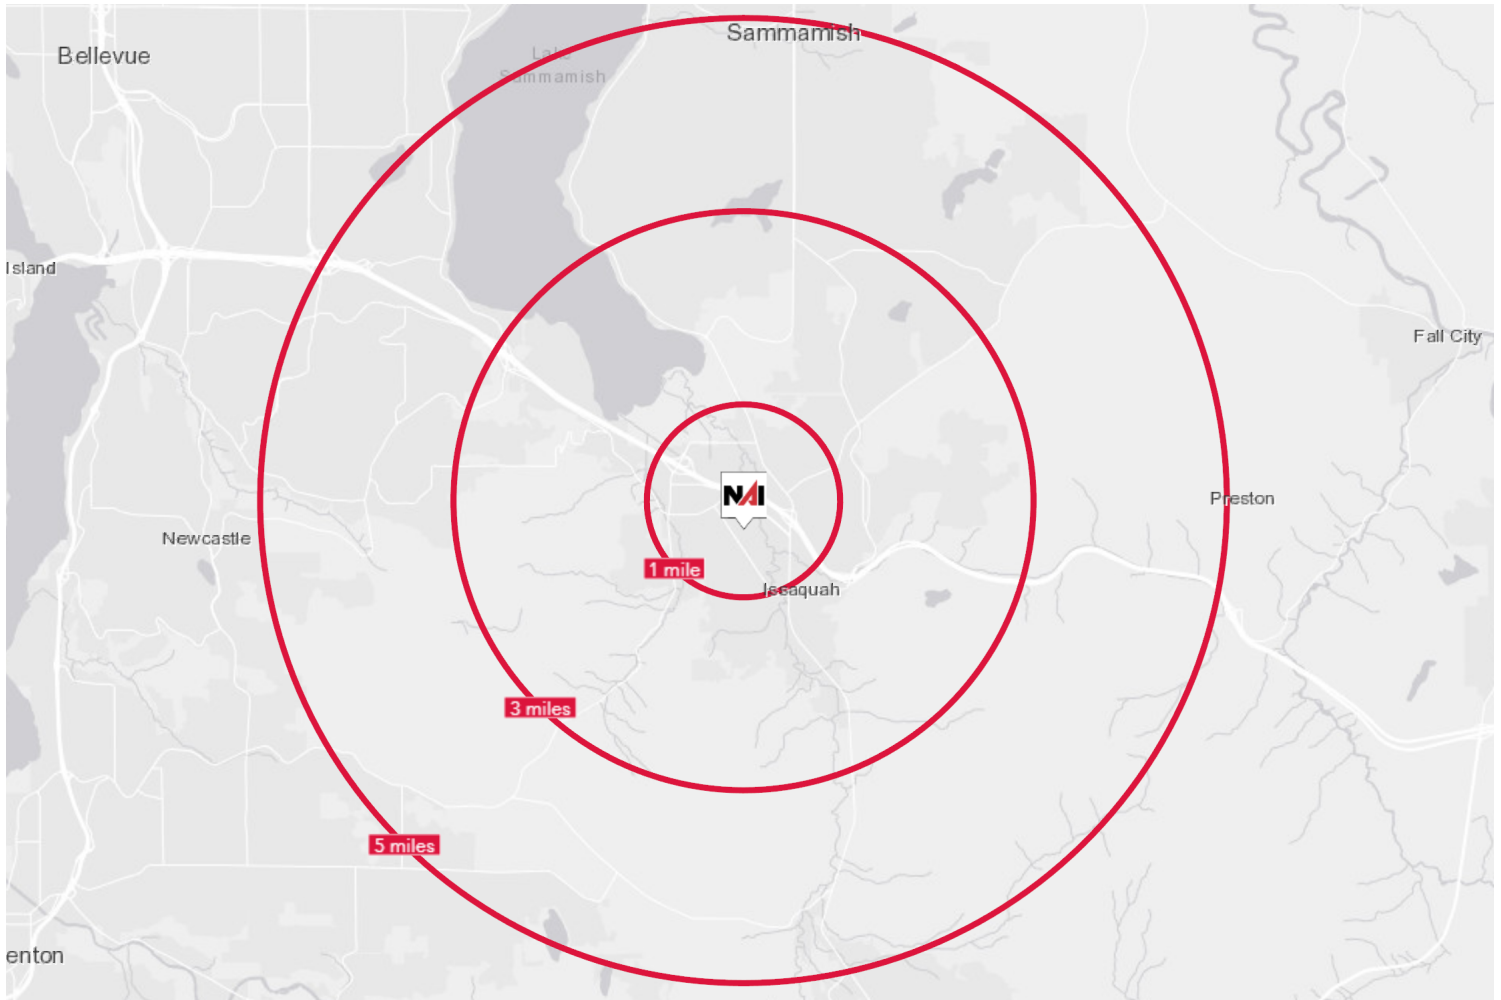 Sammamish
Bellevue
Lake
Sammamish
Island
Fall City
NAI
Preston
Newcastle
1 mile
Issaquah
3 miles
5 miles
enton